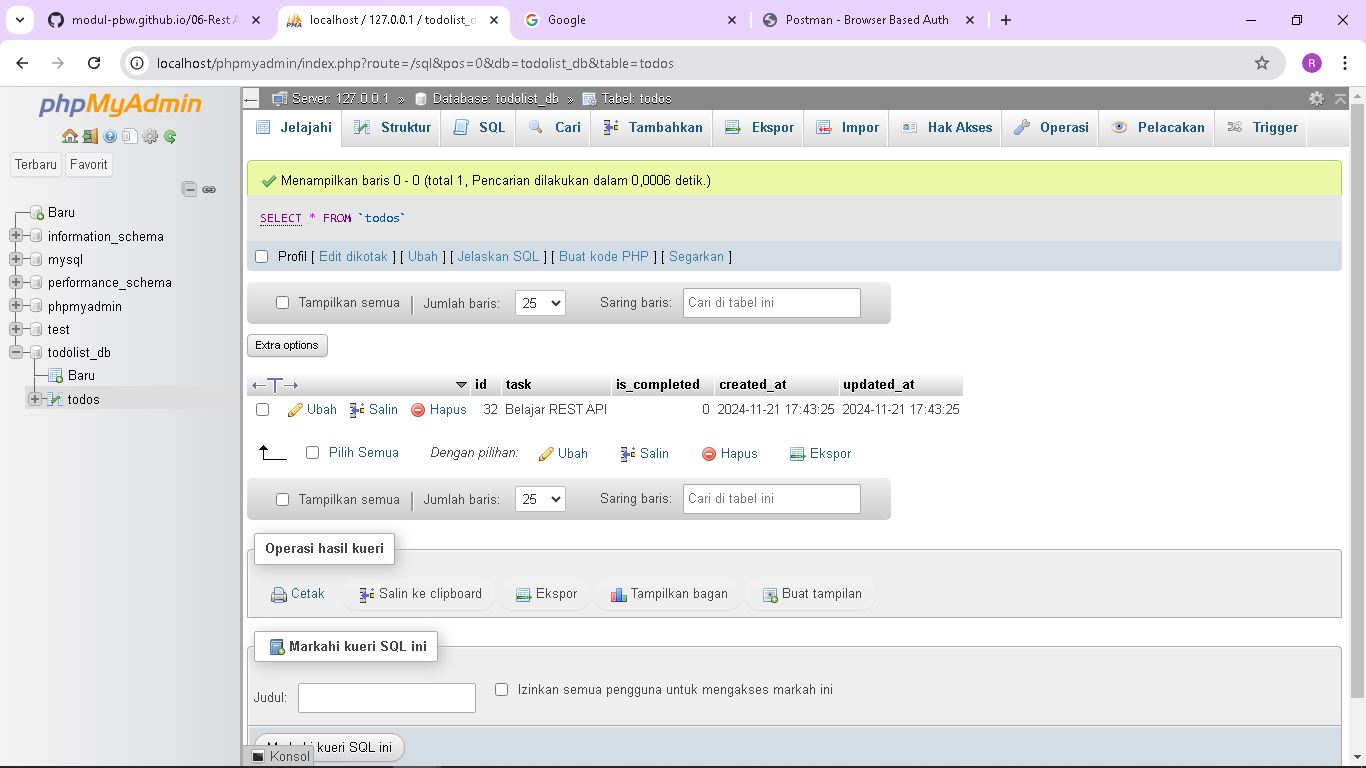 modul-pbw.github.io/06-Rest A
localhost / 127.0.0.1 / todolist_d
Google
Postman - Browser Based Auth
localhost/phpmyadmin/index.php?route=/sql&pos=0&db=todolist_db&table=todos
R
phpMyAdmin
Terbaru Favorit
Baru
information_schema
mysql
performance_schema
phpmyadmin
test
todolist_db
Baru
todos
Server: 127.0.0.1 » Database: todolist_db » Tabel: todos
Jelajahi Struktur SQL Cari Tambahkan Ekspor Impor Hak Akses Operasi Pelacakan Trigger
Menampilkan baris 0 - 0 (total 1, Pencarian dilakukan dalam 0,0006 detik.)
SELECT * FROM `todos`
Profil [ Edit dikotak ] [ Ubah ] [ Jelaskan SQL ] [ Buat kode PHP ] [ Segarkan ]
Tampilkan semua Jumlah baris: 25 Saring baris: Cari di tabel ini
Extra options
id task is_completed created_at updated_at
Ubah Salin Hapus 32 Belajar REST API 0 2024-11-21 17:43:25 2024-11-21 17:43:25
Pilih Semua Dengan pilihan: Ubah Salin Hapus Ekspor
Tampilkan semua Jumlah baris: 25 Saring baris: Cari di tabel ini
Operasi hasil kueri
Cetak Salin ke clipboard Ekspor Tampilkan bagan Buat tampilan
Markahi kueri SQL ini
Judul: Izinkan semua pengguna untuk mengakses markah ini
Markahi kueri SQL ini
Konsol